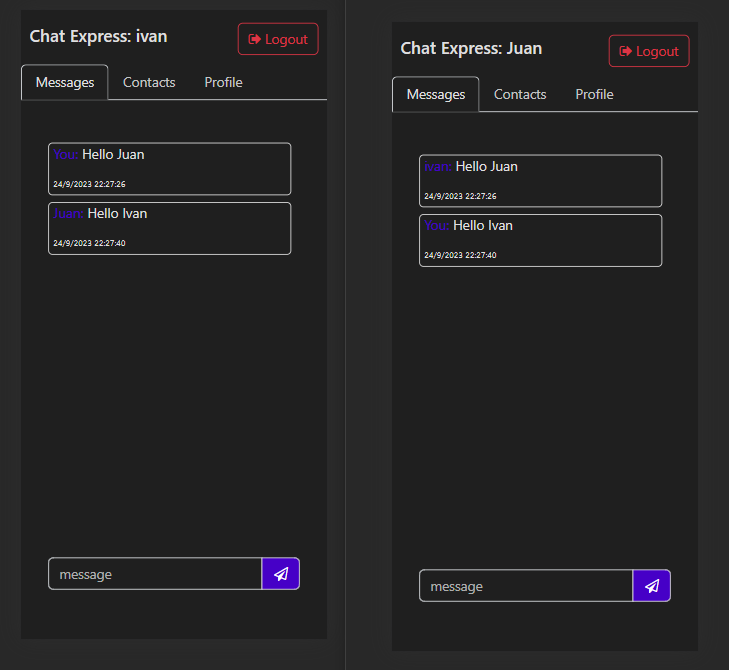 Chat Express: ivan
Logout
Messages Contacts Profile
You: Hello Juan
24/9/2023 22:27:26
Juan: Hello Ivan
24/9/2023 22:27:40
message
Chat Express: Juan
Logout
Messages Contacts Profile
ivan: Hello Juan
24/9/2023 22:27:26
You: Hello Ivan
24/9/2023 22:27:40
message